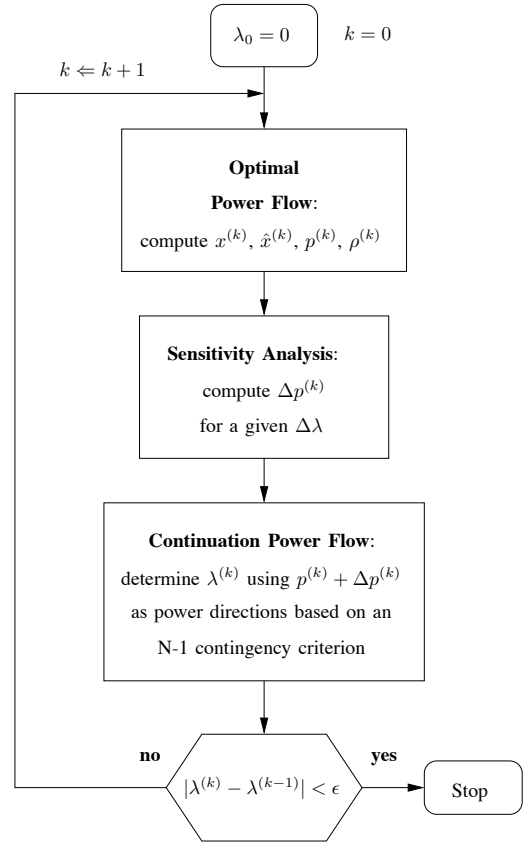 λ₀ = 0 k = 0
k ⇐ k + 1
Optimal
Power Flow:
compute x⁽ᵏ⁾, x̂⁽ᵏ⁾, p⁽ᵏ⁾, ρ⁽ᵏ⁾
Sensitivity Analysis:
compute Δp⁽ᵏ⁾
for a given Δλ
Continuation Power Flow:
determine λ⁽ᵏ⁾ using p⁽ᵏ⁾ + Δp⁽ᵏ⁾
as power directions based on an
N-1 contingency criterion
no yes
|λ⁽ᵏ⁾ − λ⁽ᵏ⁻¹⁾| < ϵ
Stop